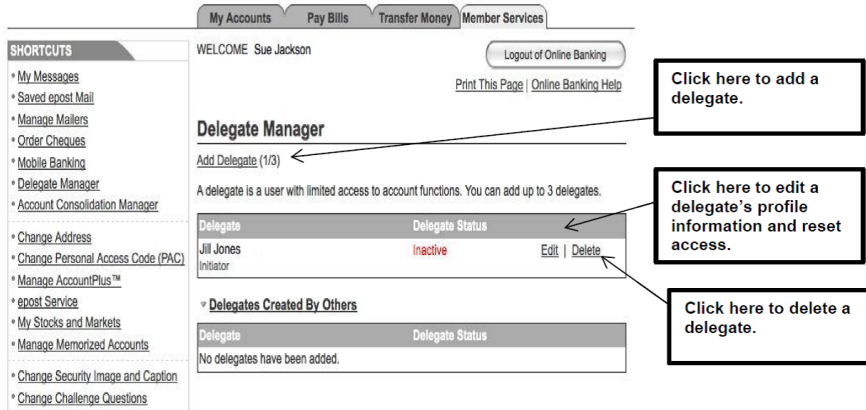 My Accounts
Pay Bills
Transfer Money
Member Services
SHORTCUTS
My Messages
Saved epost Mail
Manage Mailers
Order Cheques
Mobile Banking
Delegate Manager
Account Consolidation Manager
Change Address
Change Personal Access Code (PAC)
Manage AccountPlus™
epost Service
My Stocks and Markets
Manage Memorized Accounts
Change Security Image and Caption
Change Challenge Questions
WELCOME Sue Jackson
Logout of Online Banking
Print This Page | Online Banking Help
Delegate Manager
Add Delegate (1/3)
A delegate is a user with limited access to account functions. You can add up to 3 delegates.
Delegate Delegate Status
Jill Jones Inactive Edit | Delete
Initiator
Delegates Created By Others
Delegate Delegate Status
No delegates have been added.
Click here to add a
delegate.
Click here to edit a
delegate's profile
information and reset
access.
Click here to delete a
delegate.